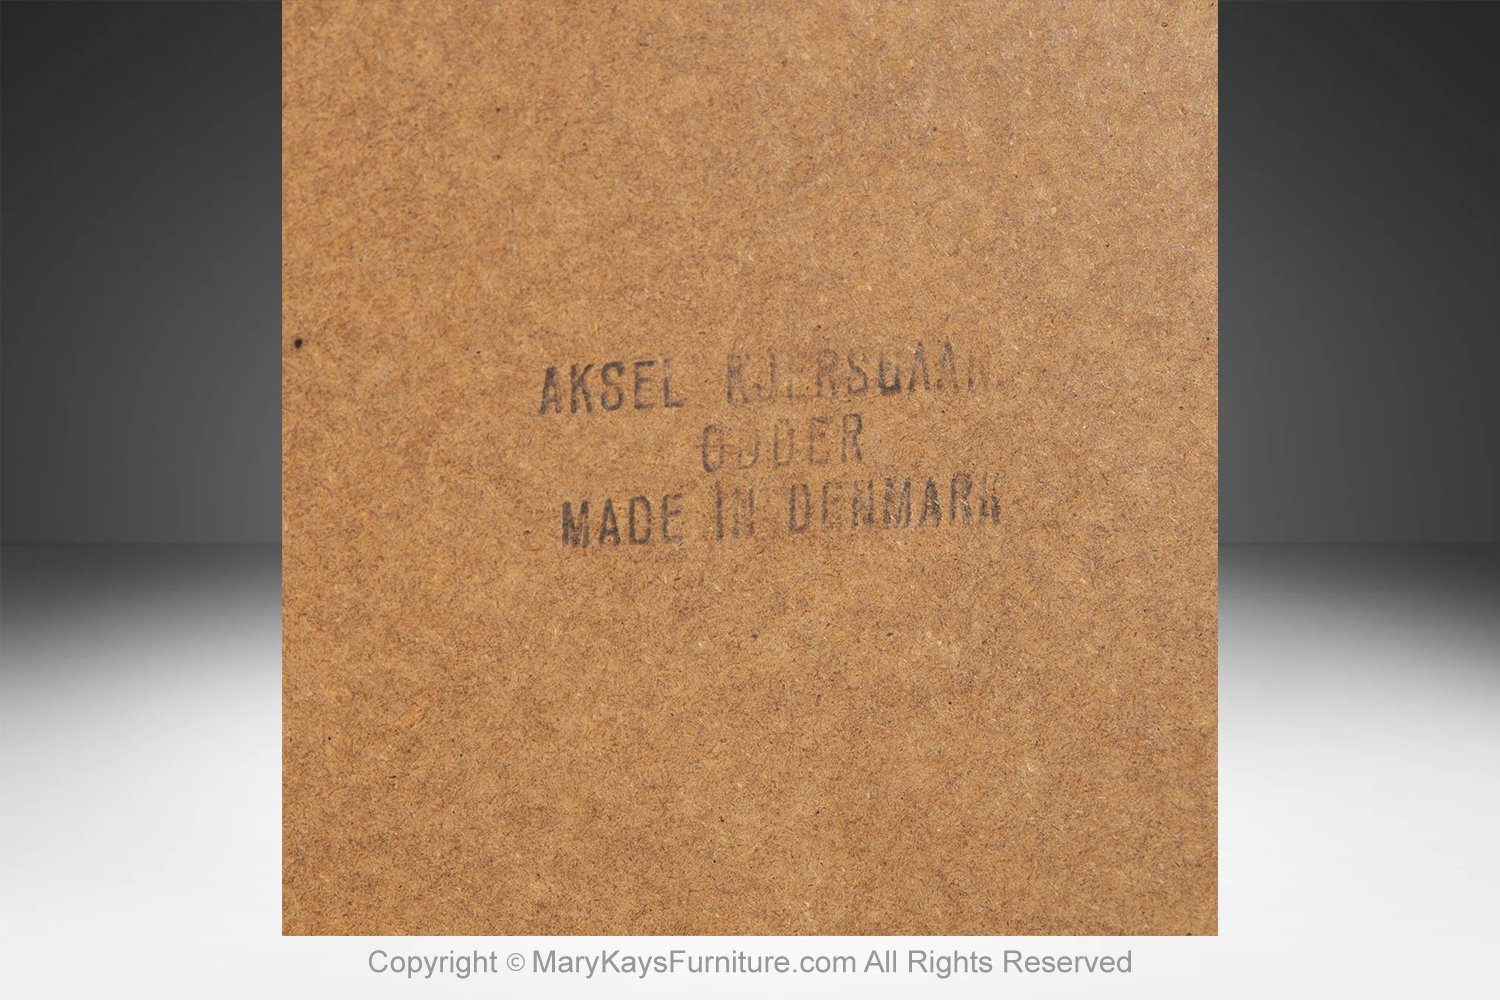 AKSEL KJERSGAARD
ODDER
MADE IN DENMARK
Copyright © MaryKaysFurniture.com All Rights Reserved